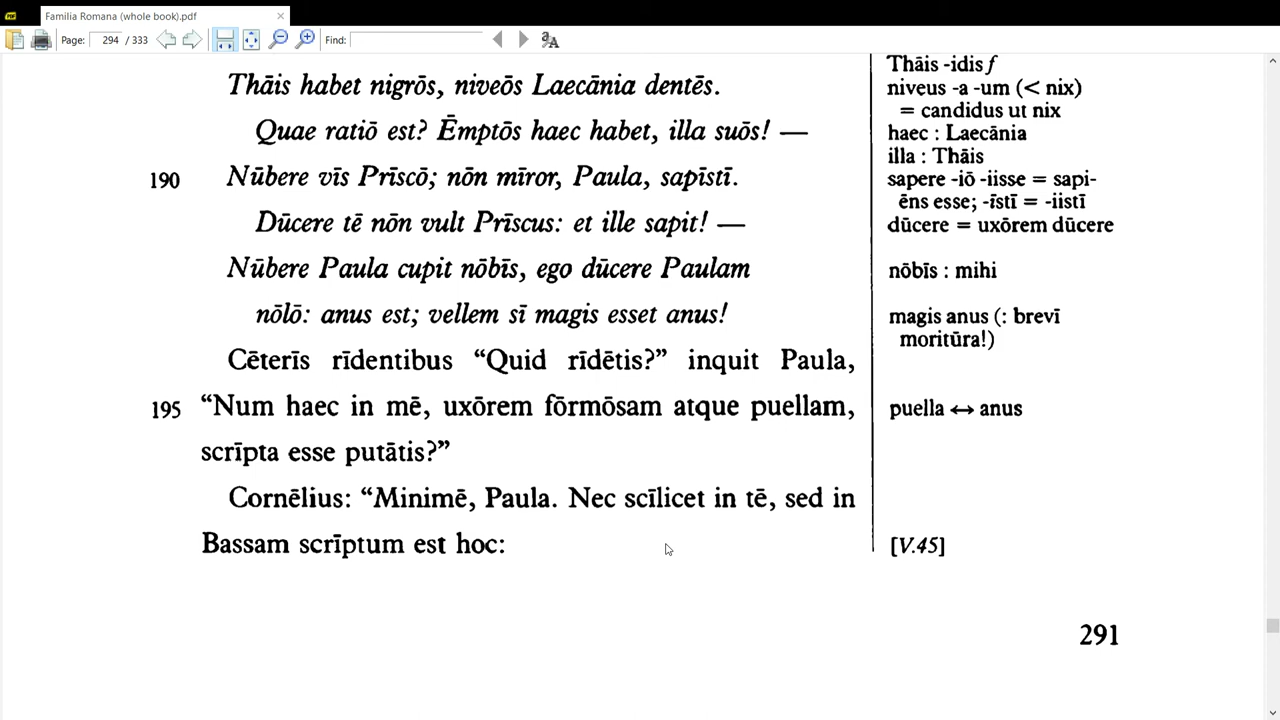 Familia Romana (whole book).pdf
Page: 294 / 333 Find:
Thāis habet nigrōs, niveōs Laecānia dentēs.
Quae ratiō est? Ēmptōs haec habet, illa suōs! —
190 Nūbere vīs Prīscō; nōn mīror, Paula, sapīstī.
Dūcere tē nōn vult Prīscus: et ille sapit! —
Nūbere Paula cupit nōbīs, ego dūcere Paulam
nōlō: anus est; vellem sī magis esset anus!
Cēterīs rīdentibus “Quid rīdētis?” inquit Paula,
195 “Num haec in mē, uxōrem fōrmōsam atque puellam,
scrīpta esse putātis?”
Cornēlius: “Minimē, Paula. Nec scīlicet in tē, sed in
Bassam scrīptum est hoc:
Thāis -idis f
niveus -a -um (< nix)
= candidus ut nix
haec : Laecānia
illa : Thāis
sapere -iō -iisse = sapi-
ēns esse; -īstī = -iistī
dūcere = uxōrem dūcere
nōbīs : mihi
magis anus (: brevī
moritūra!)
puella ↔ anus
[V.45]
291